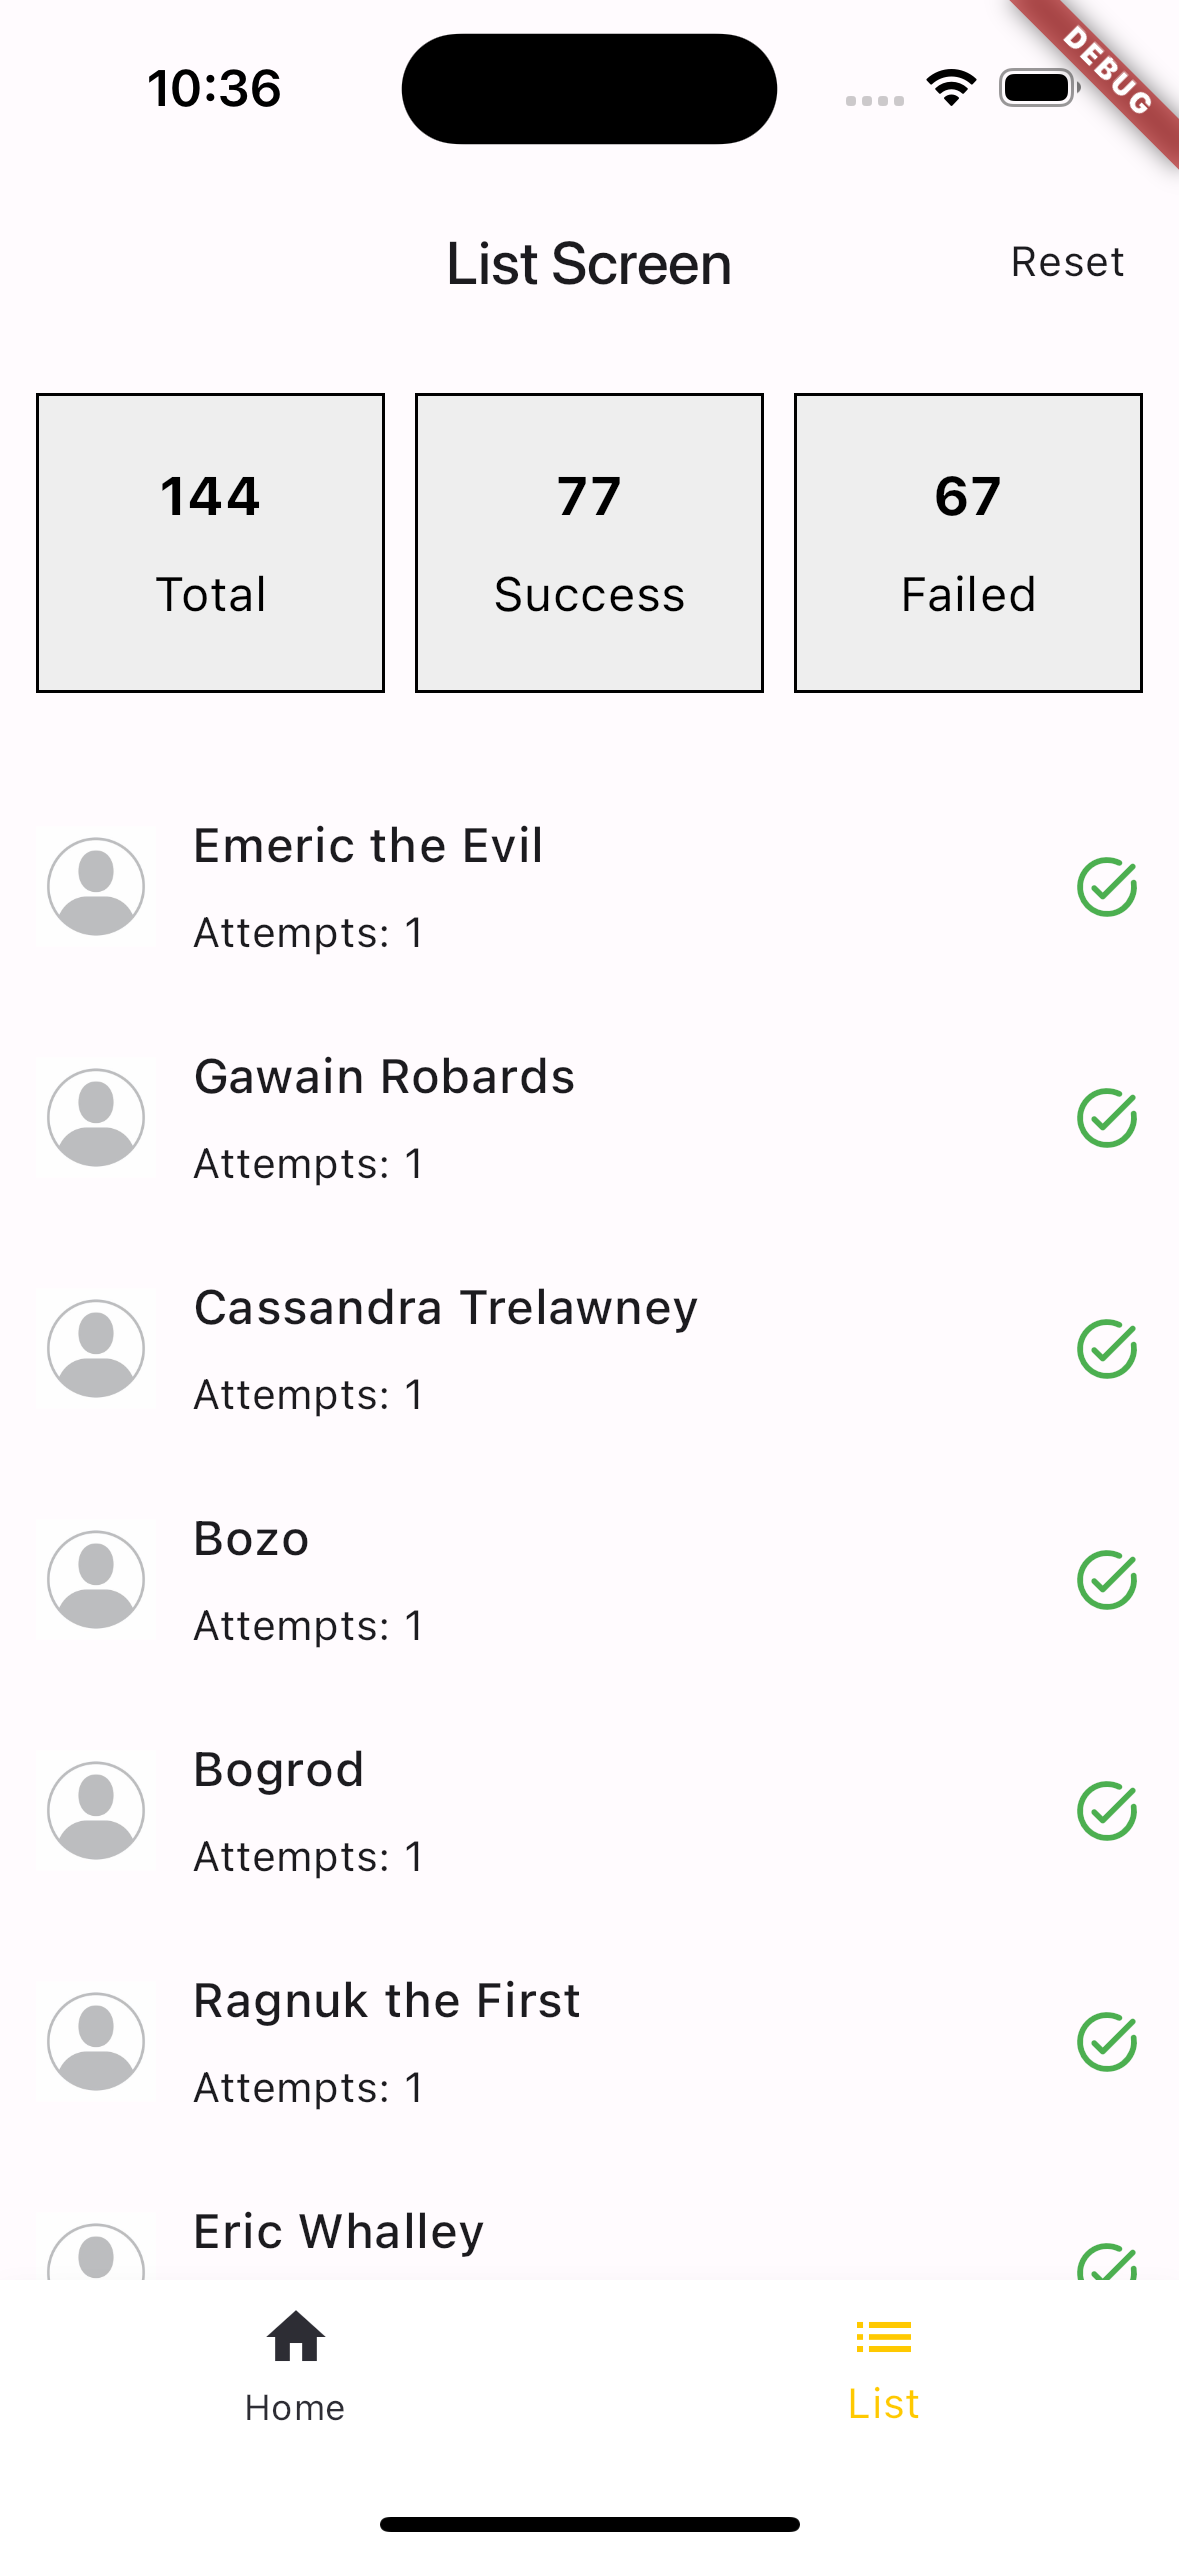 10:36
DEBUG
List Screen
Reset
144
Total
77
Success
67
Failed
Emeric the Evil
Attempts: 1
Gawain Robards
Attempts: 1
Cassandra Trelawney
Attempts: 1
Bozo
Attempts: 1
Bogrod
Attempts: 1
Ragnuk the First
Attempts: 1
Eric Whalley
Home
List